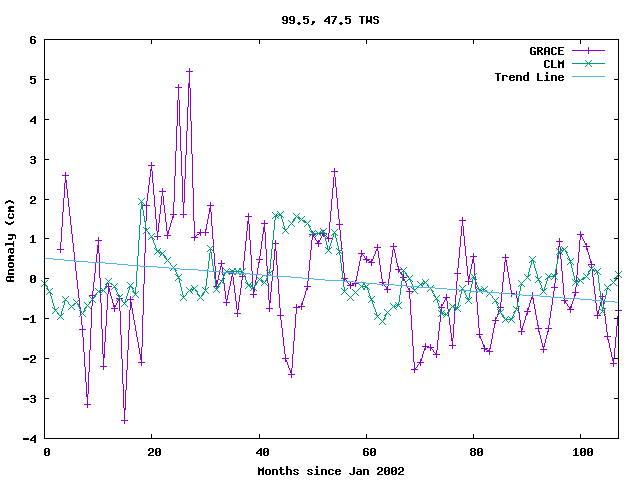 99.5, 47.5 TWS
GRACE
CLM
Trend Line
6
5
4
3
2
1
0
-1
-2
-3
-4
Anomaly (cm)
0 20 40 60 80 100
Months since Jan 2002